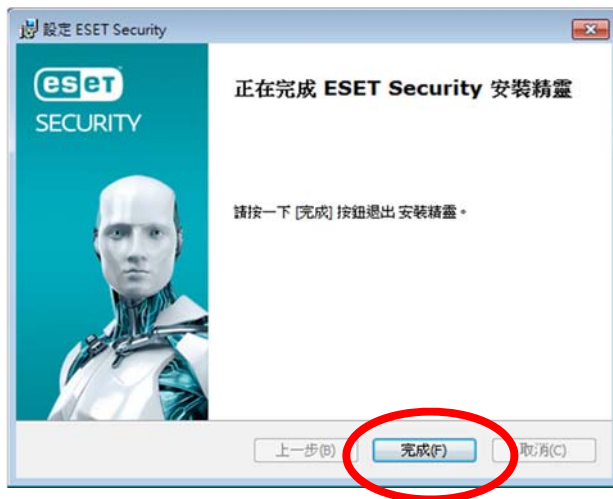 設定 ESET Security
eseT
SECURITY
正在完成 ESET Security 安裝精靈
請按一下 [完成] 按鈕退出 安裝精靈。
上一步(B)
完成(F)
取消(C)